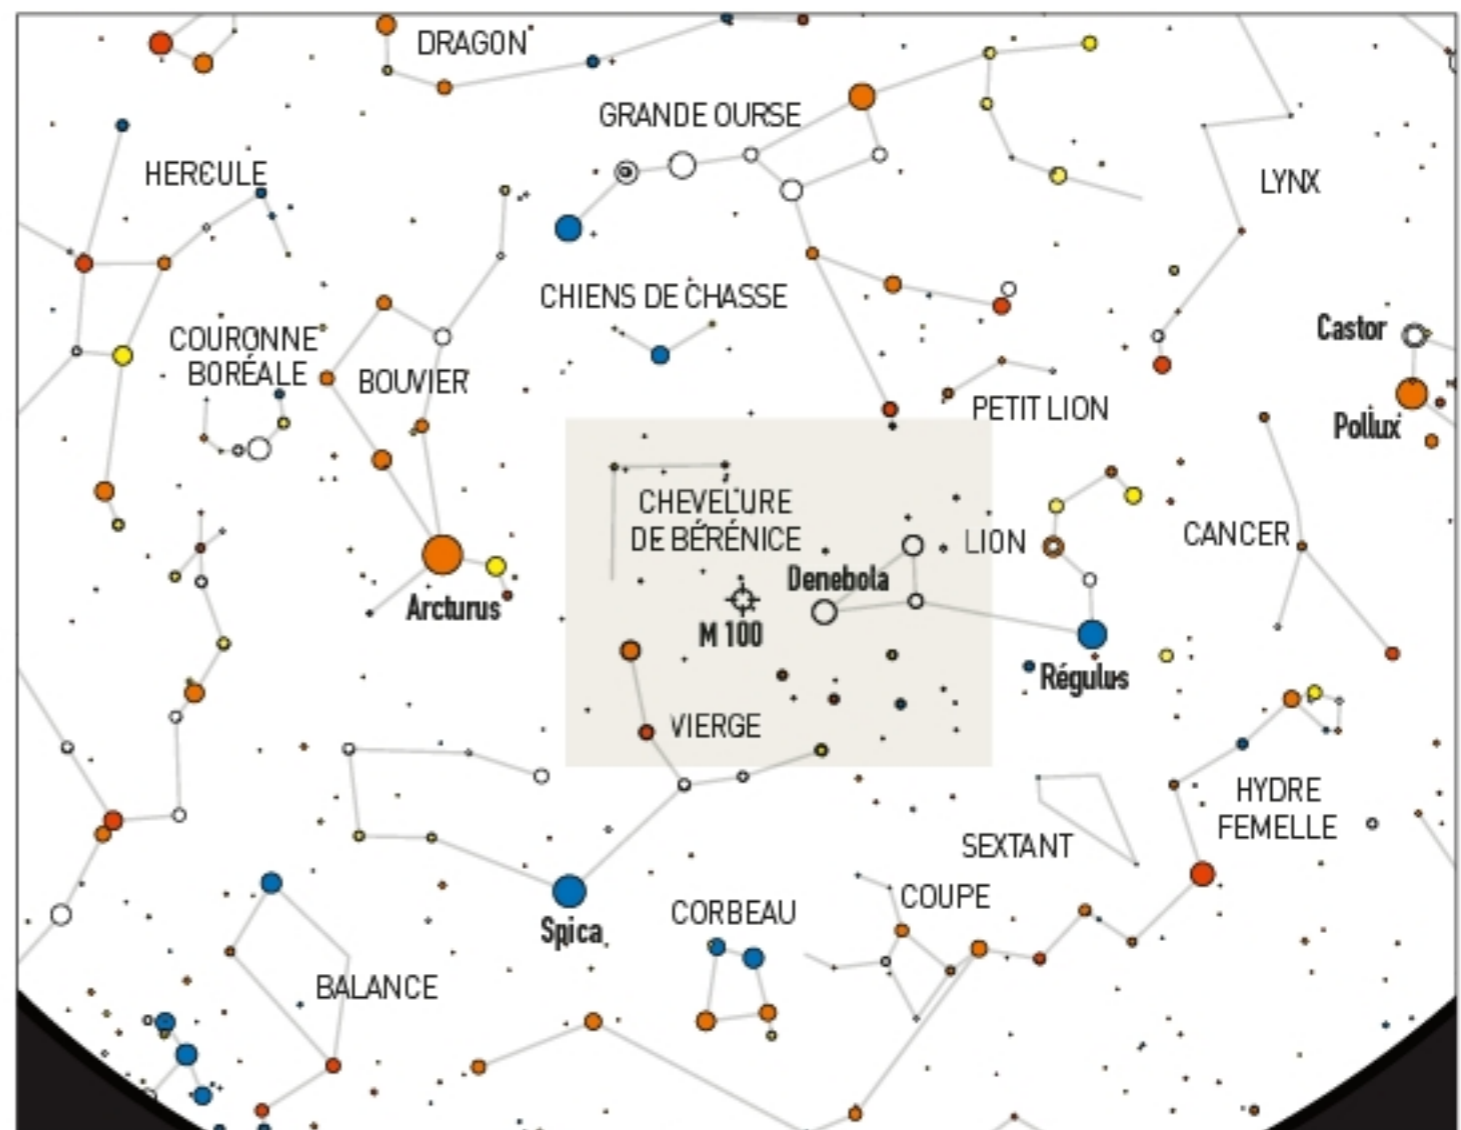 DRAGON
GRANDE OURSE
HERCULE
LYNX
CHIENS DE CHASSE
Castor
COURONNE
BORÉALE
BOUVIER
PETIT LION
Pollux
CHEVELURE
DE BÉRÉNICE
LION
CANCER
Denebola
Arcturus
M 100
Régulus
VIERGE
HYDRE
FEMELLE
SEXTANT
COUPE
CORBEAU
Spica
BALANCE